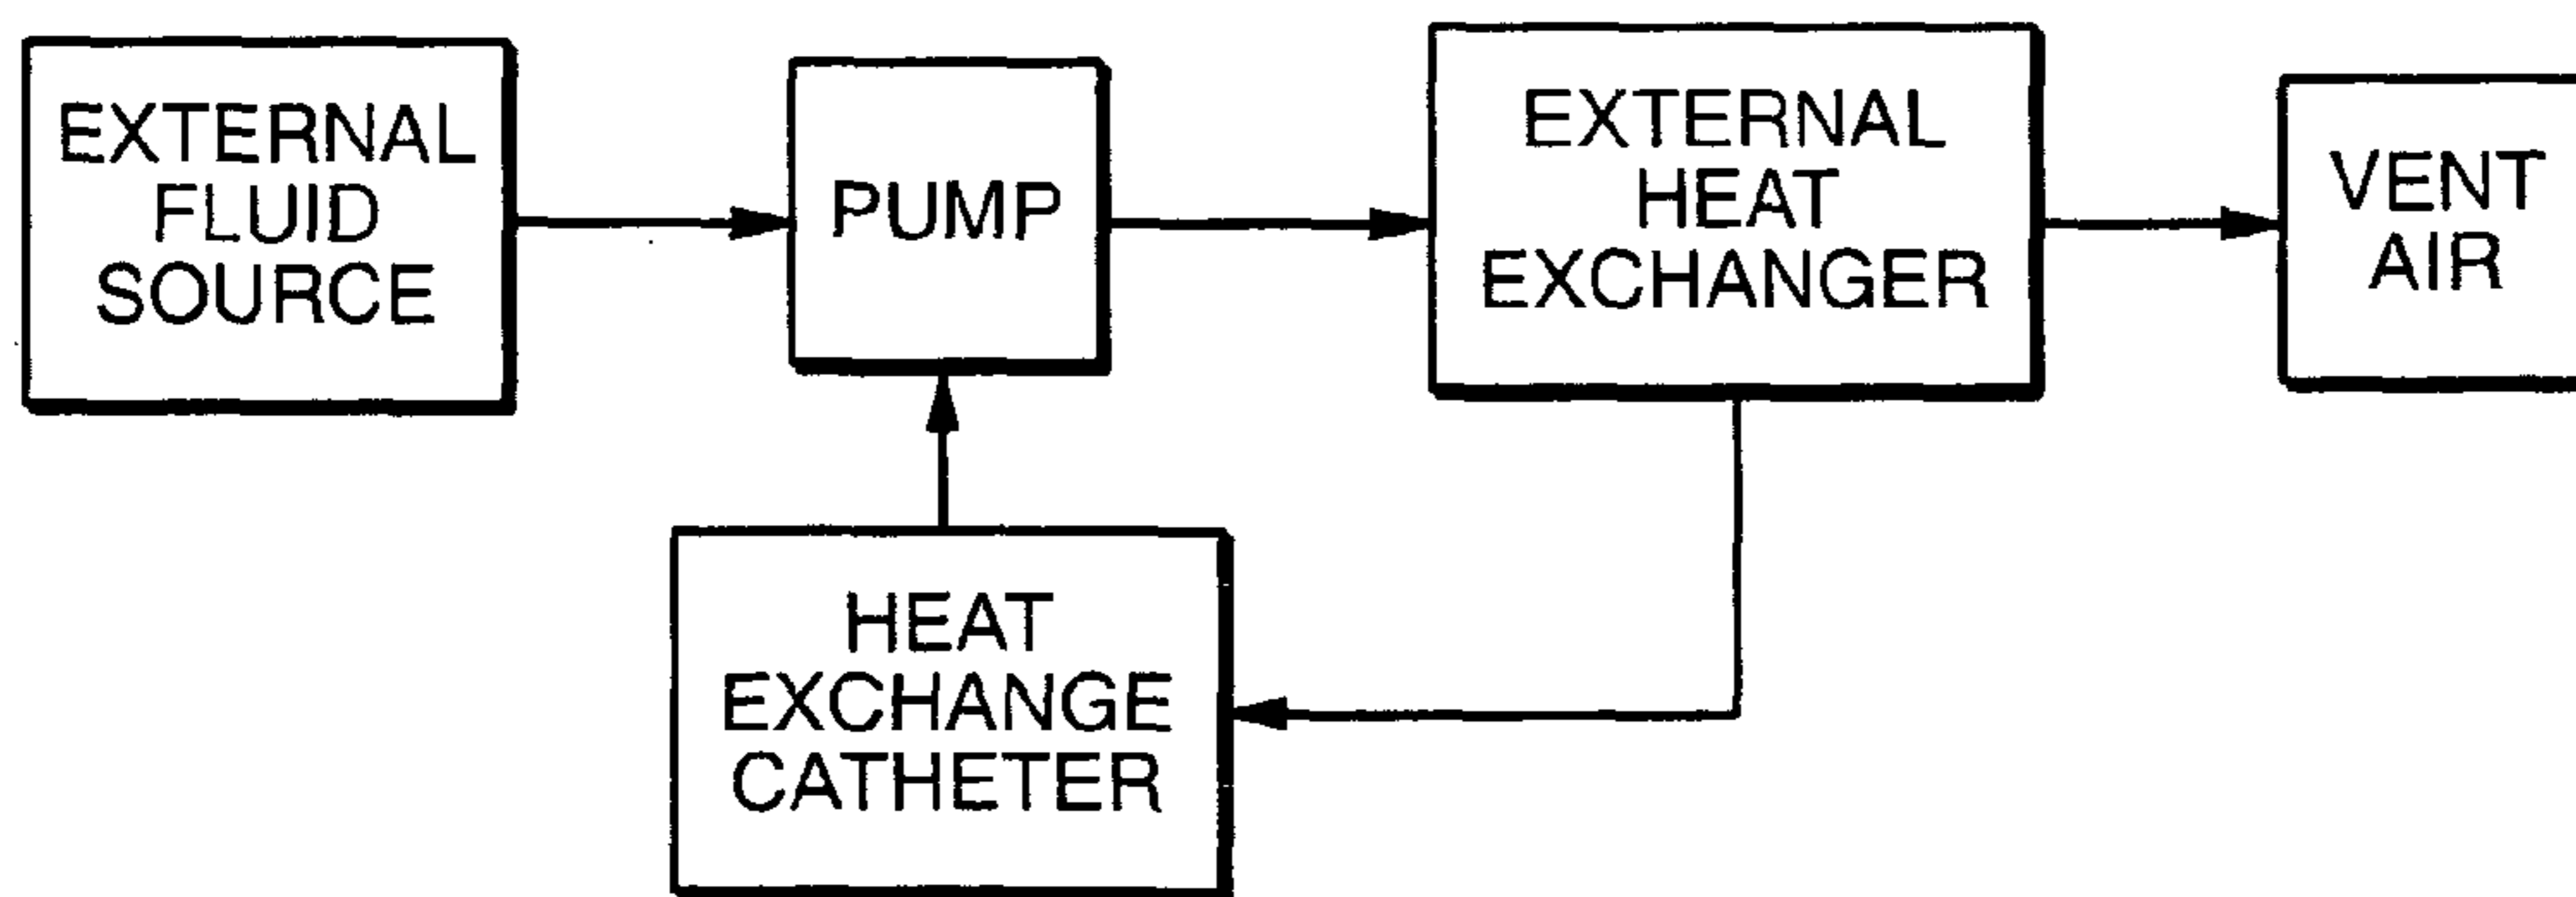 EXTERNAL
FLUID
SOURCE
PUMP
EXTERNAL
HEAT
EXCHANGER
VENT
AIR
HEAT
EXCHANGE
CATHETER